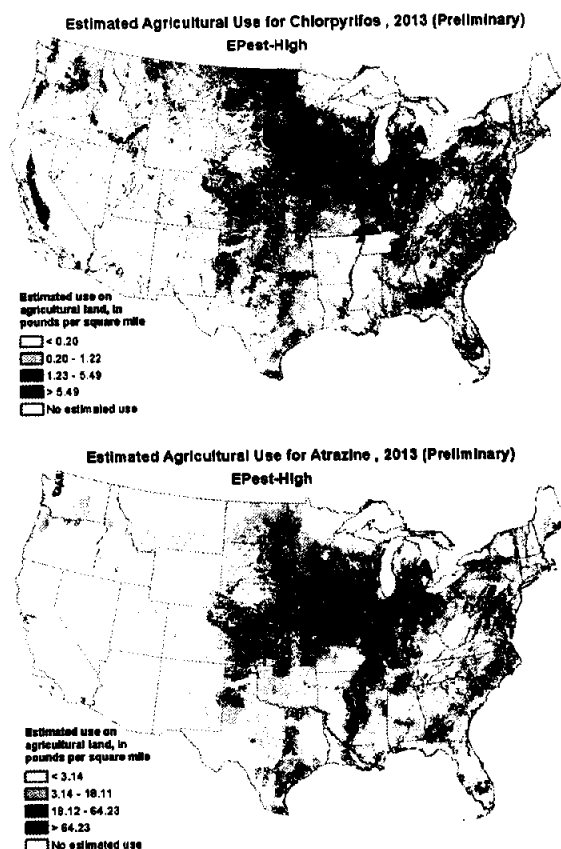 Estimated Agricultural Use for Chlorpyrifos , 2013 (Preliminary)
EPest-High
Estimated use on
agricultural land, in
pounds per square mile
< 0.20
0.20 - 1.22
1.23 - 5.49
> 5.49
No estimated use
Estimated Agricultural Use for Atrazine , 2013 (Preliminary)
EPest-High
Estimated use on
agricultural land, in
pounds per square mile
< 3.14
3.14 - 18.11
18.12 - 64.23
> 64.23
No estimated use